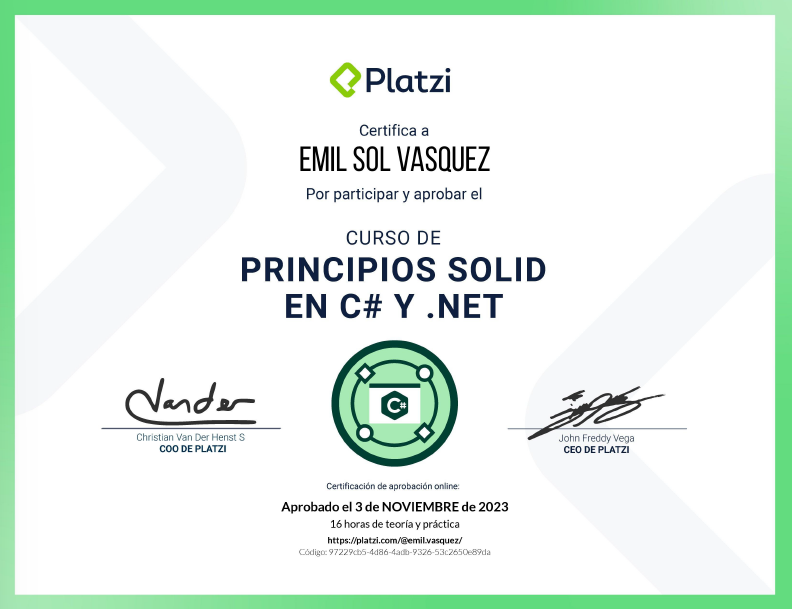 Platzi
Certifica a
EMIL SOL VASQUEZ
Por participar y aprobar el
CURSO DE
PRINCIPIOS SOLID
EN C# Y .NET
Vander
C#
Christian Van Der Henst S
COO DE PLATZI
John Freddy Vega
CEO DE PLATZI
Certificación de aprobación online:
Aprobado el 3 de NOVIEMBRE de 2023
16 horas de teoría y práctica
https://platzi.com/@emil.vasquez/
Código: 97229cb5-4d86-4adb-9326-53c2650e89da